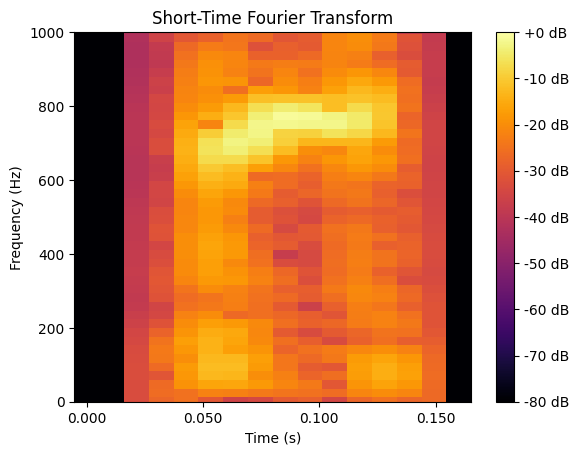 Short-Time Fourier Transform
1000
800
600
400
200
0
Frequency (Hz)
0.000
0.050
0.100
0.150
Time (s)
+0 dB
-10 dB
-20 dB
-30 dB
-40 dB
-50 dB
-60 dB
-70 dB
-80 dB